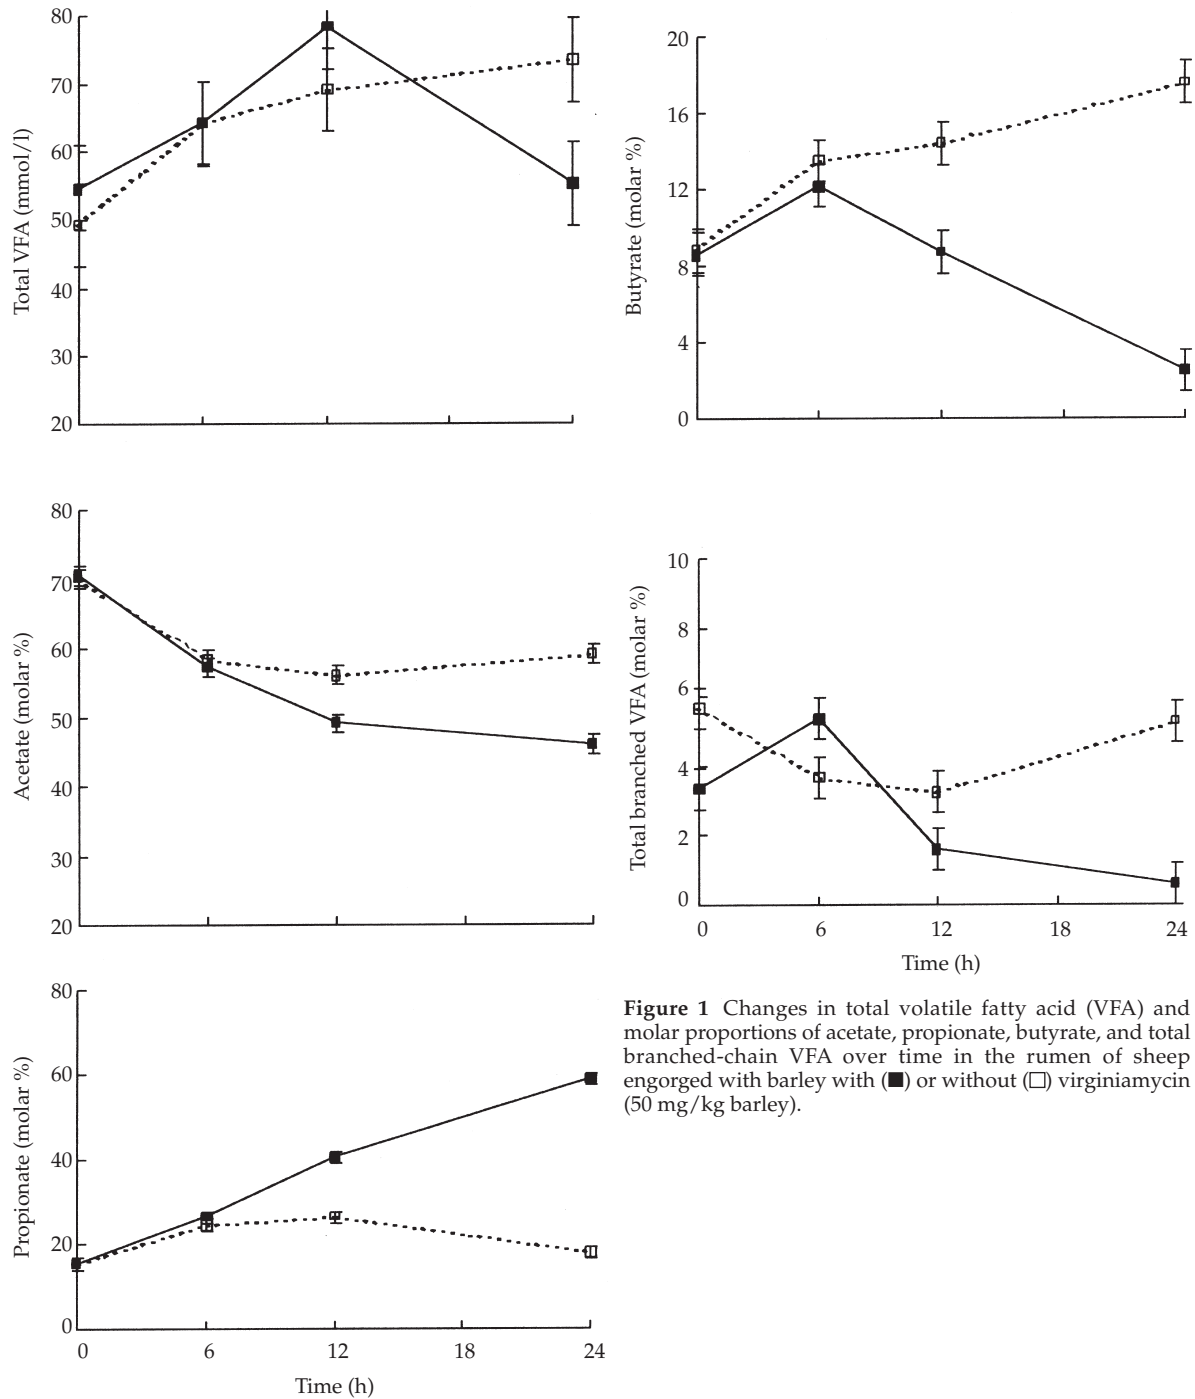 80
70
60
50
40
30
20
Total VFA (mmol/l)
20
16
12
8
4
0
Butyrate (molar %)
80
70
60
50
40
30
20
Acetate (molar %)
10
8
6
4
2
0
Total branched VFA (molar %)
0 6 12 18 24
Time (h)
80
60
40
20
0
Propionate (molar %)
0 6 12 18 24
Time (h)
Figure 1 Changes in total volatile fatty acid (VFA) and
molar proportions of acetate, propionate, butyrate, and total
branched-chain VFA over time in the rumen of sheep
engorged with barley with (■) or without (□) virginiamycin
(50 mg/kg barley).